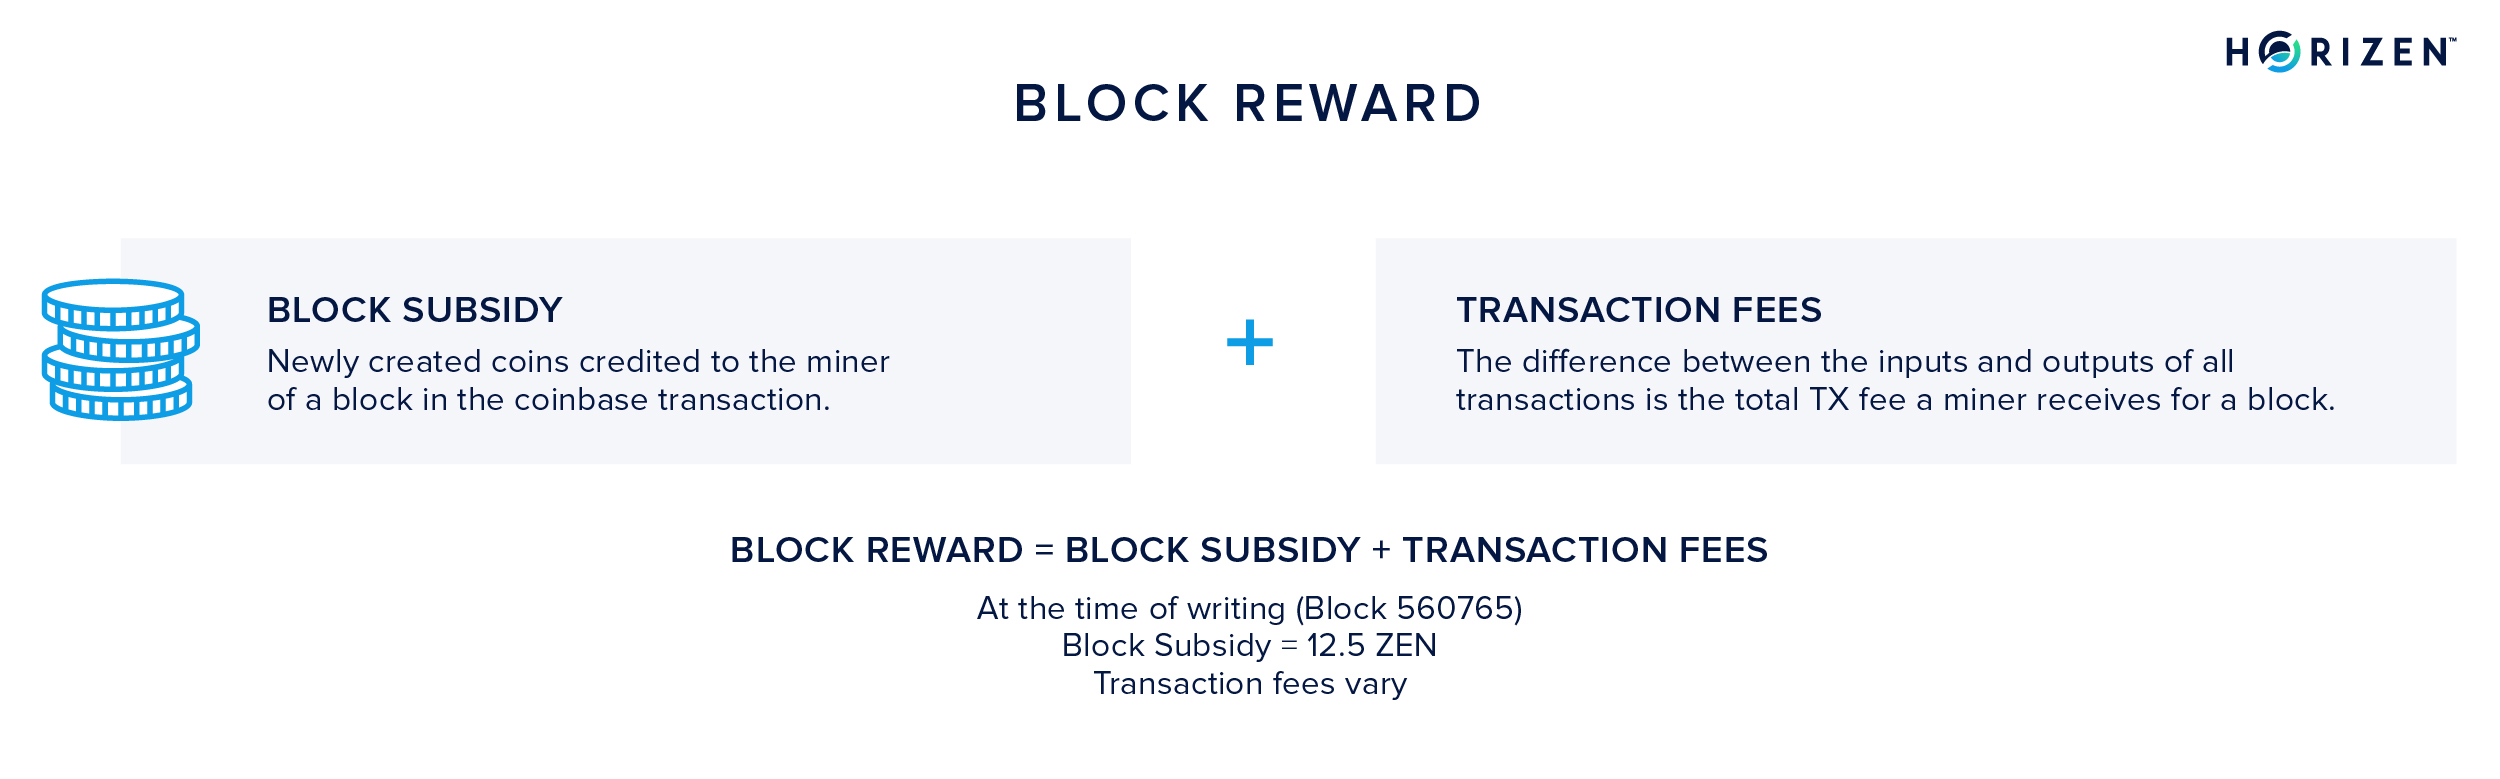 HORIZEN™
BLOCK REWARD
BLOCK SUBSIDY
Newly created coins credited to the miner
of a block in the coinbase transaction.
+
TRANSACTION FEES
The difference between the inputs and outputs of all
transactions is the total TX fee a miner receives for a block.
BLOCK REWARD = BLOCK SUBSIDY + TRANSACTION FEES
At the time of writing (Block 560765)
Block Subsidy = 12.5 ZEN
Transaction fees vary